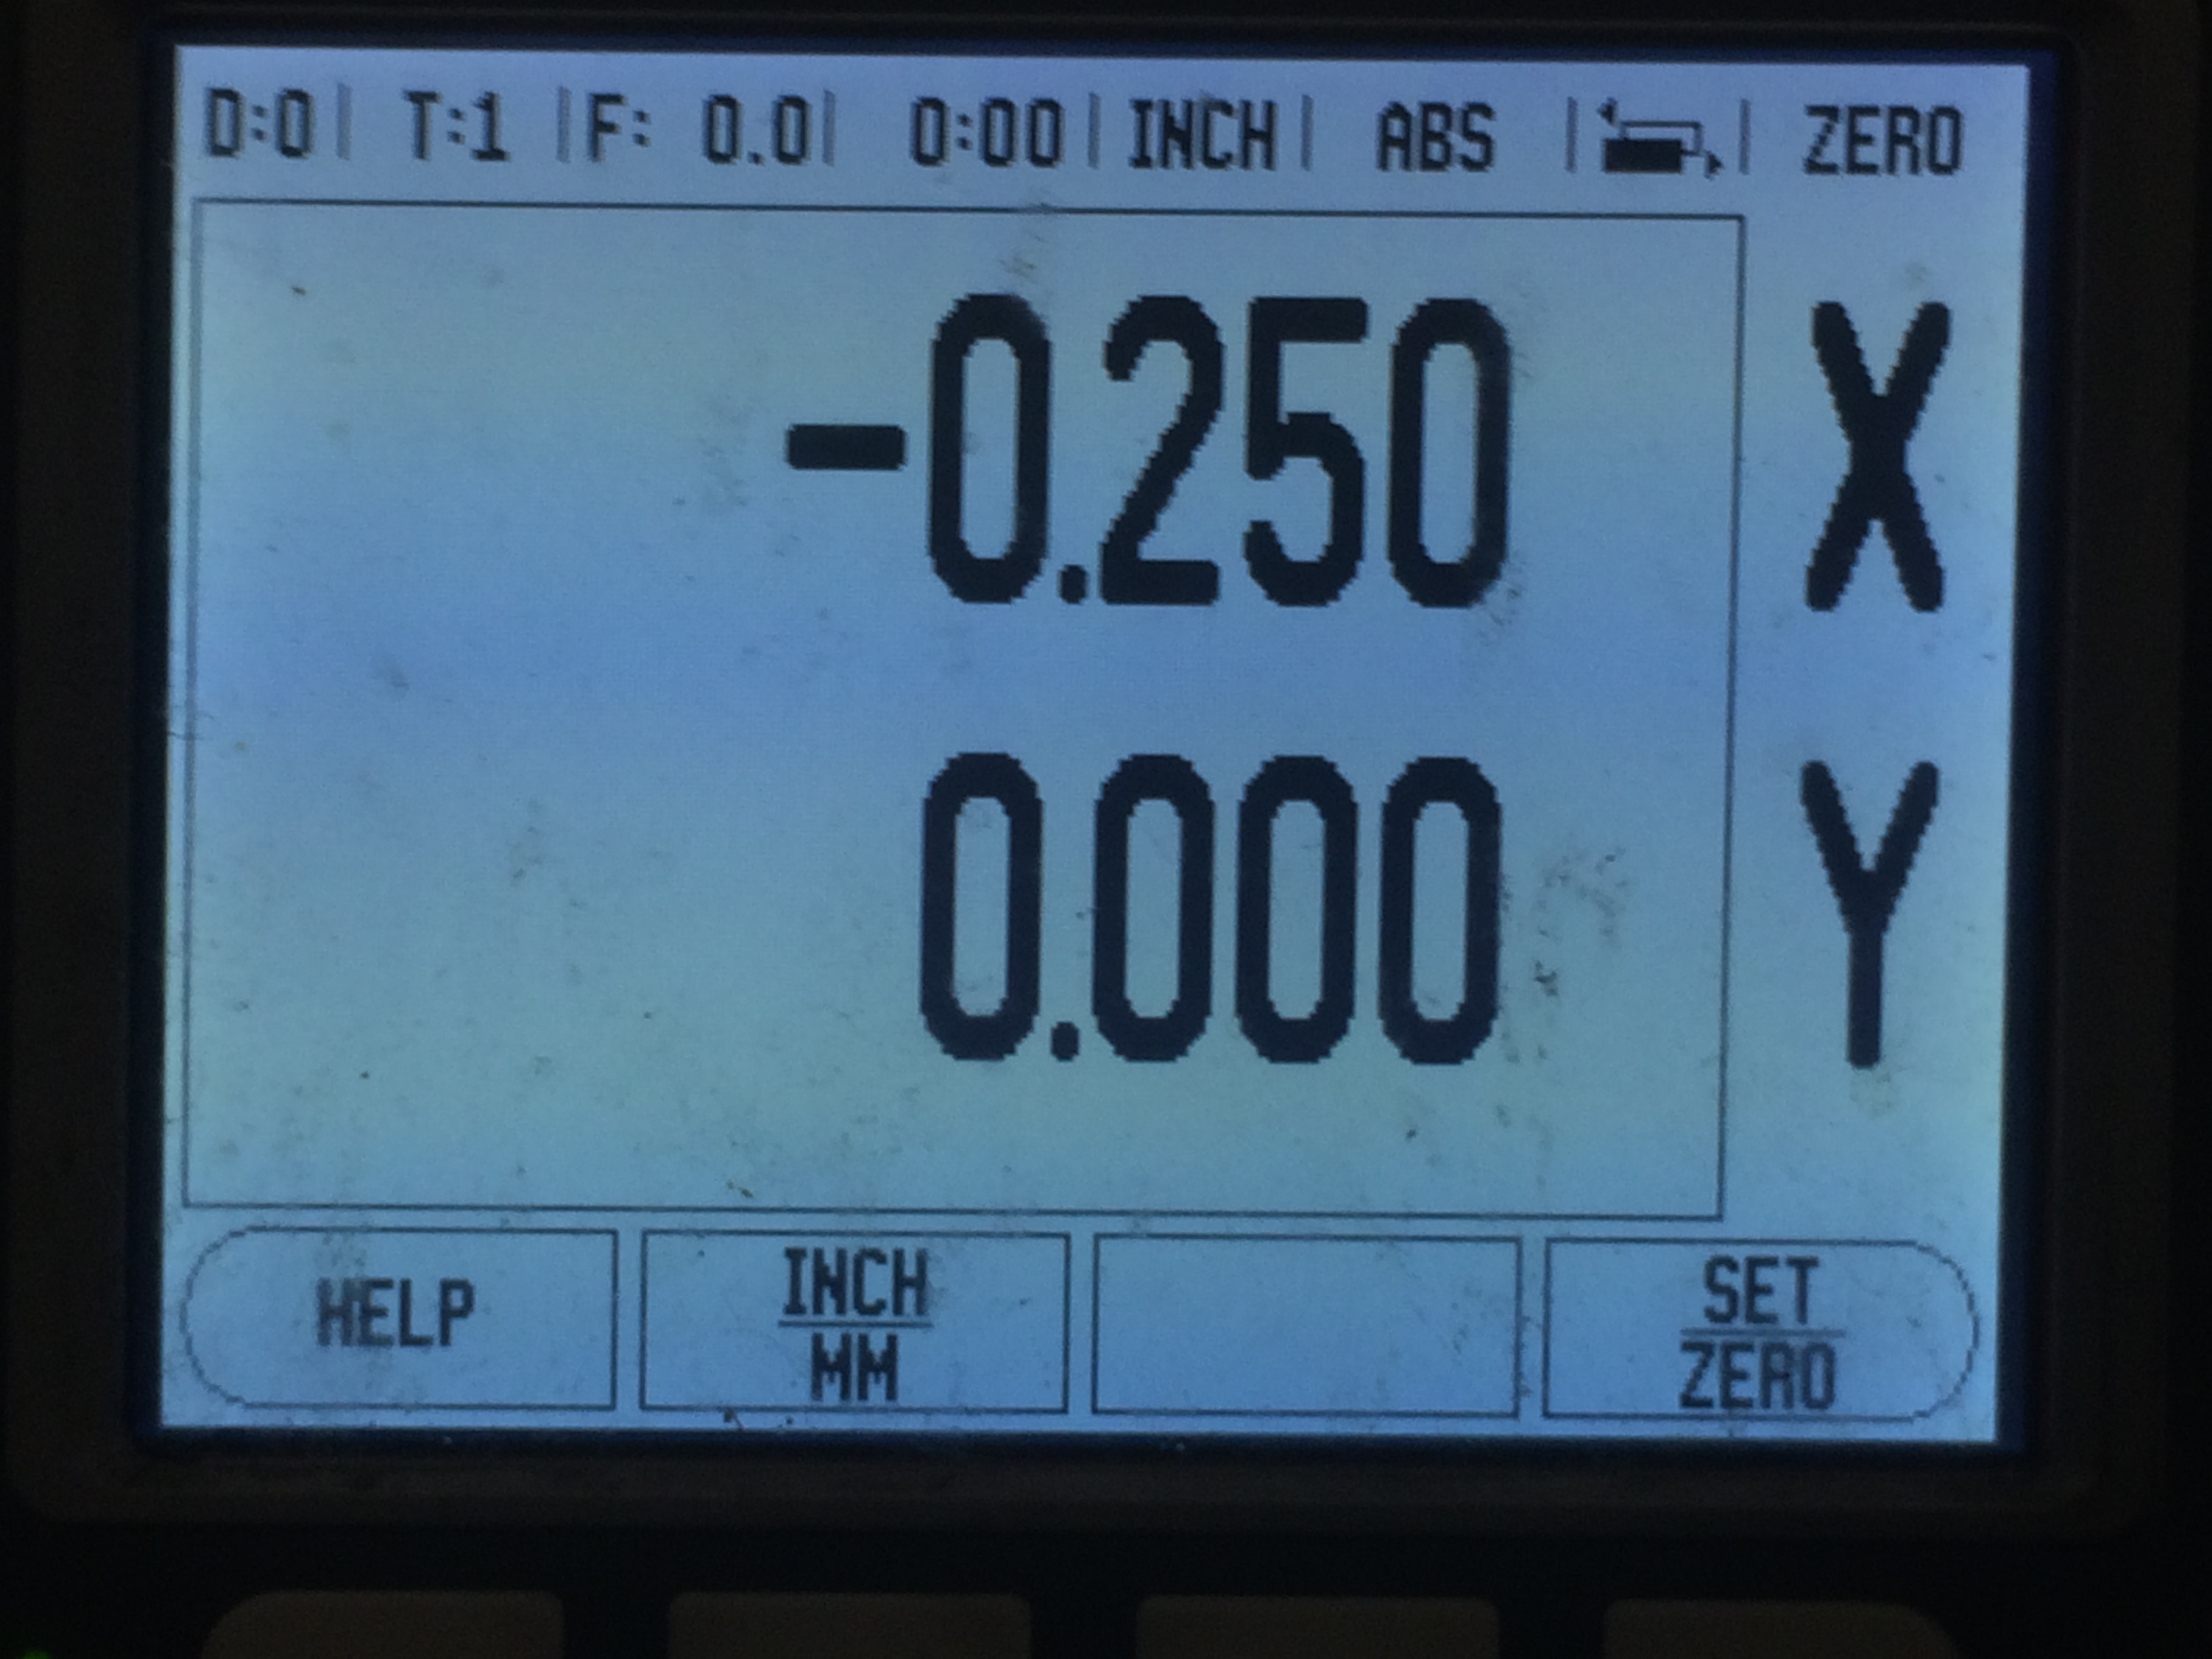 D:0| T:1 |F: 0.0| 0:00| INCH| ABS | | ZERO
-0.250 X
0.000 Y
HELP INCH SET
MM ZERO